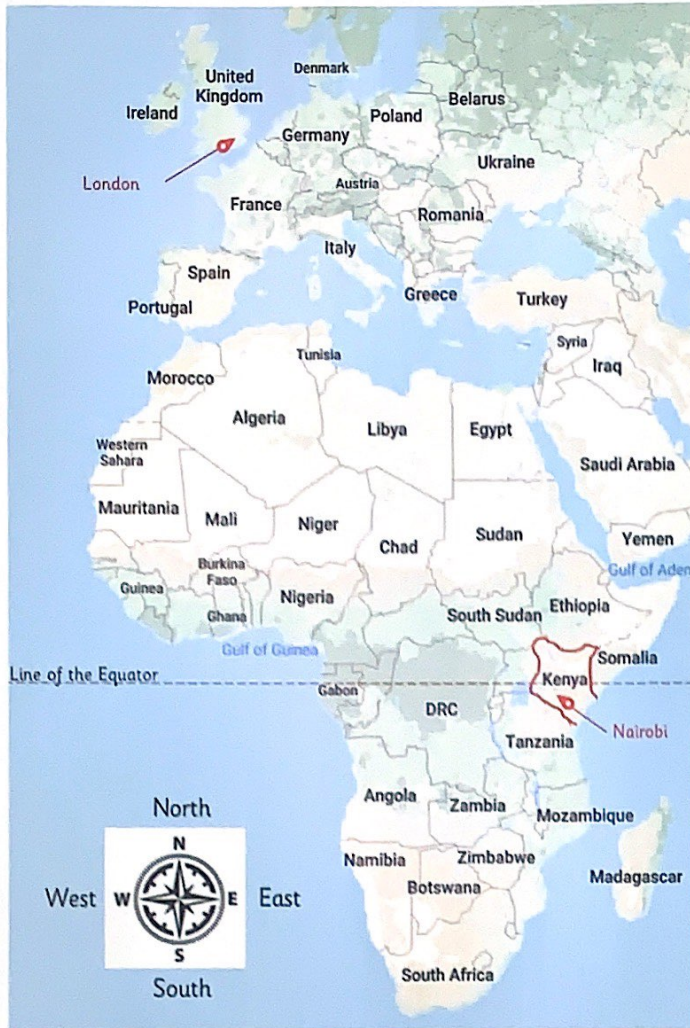 Denmark
United
Kingdom
Ireland
Belarus
Poland
Germany
London
Ukraine
Austria
France
Romania
Italy
Spain
Greece
Turkey
Portugal
Syria
Tunisia
Iraq
Morocco
Algeria
Libya
Egypt
Western
Sahara
Saudi Arabia
Mauritania
Mali
Niger
Chad
Sudan
Yemen
Burkina
Faso
Gulf of Aden
Guinea
Nigeria
Ethiopia
Ghana
South Sudan
Gulf of Guinea
Somalia
Line of the Equator
Kenya
Gabon
DRC
Nairobi
Tanzania
Angola
Zambia
North
Mozambique
N
Namibia
Zimbabwe
Botswana
Madagascar
West
W
E
East
S
South Africa
South